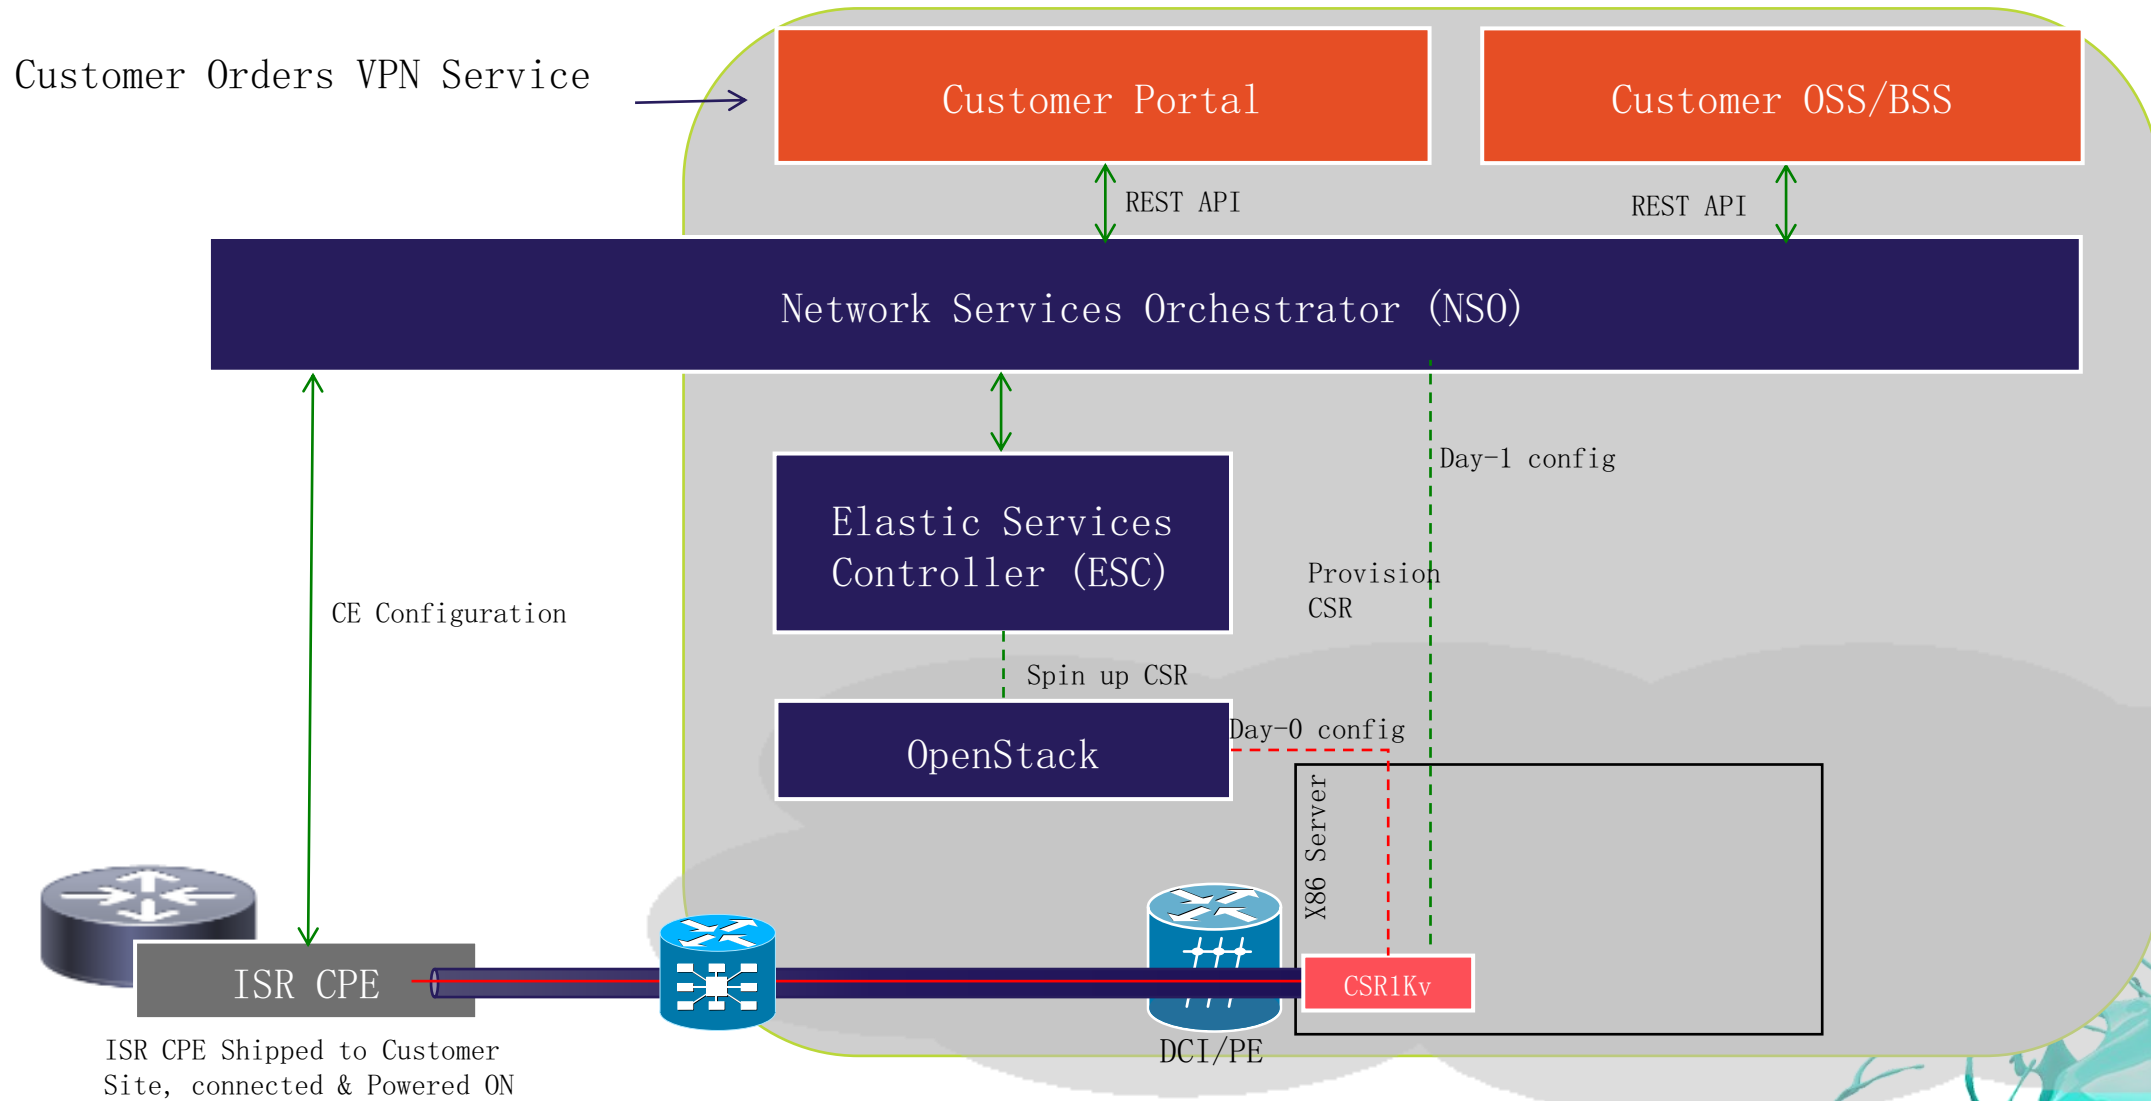 Customer Orders VPN Service
Customer Portal
Customer OSS/BSS
REST API
REST API
Network Services Orchestrator (NSO)
Day-1 config
Elastic Services
Controller (ESC)
Provision
CSR
CE Configuration
Spin up CSR
Day-0 config
OpenStack
X86 Server
ISR CPE
CSR1Kv
DCI/PE
ISR CPE Shipped to Customer
Site, connected & Powered ON